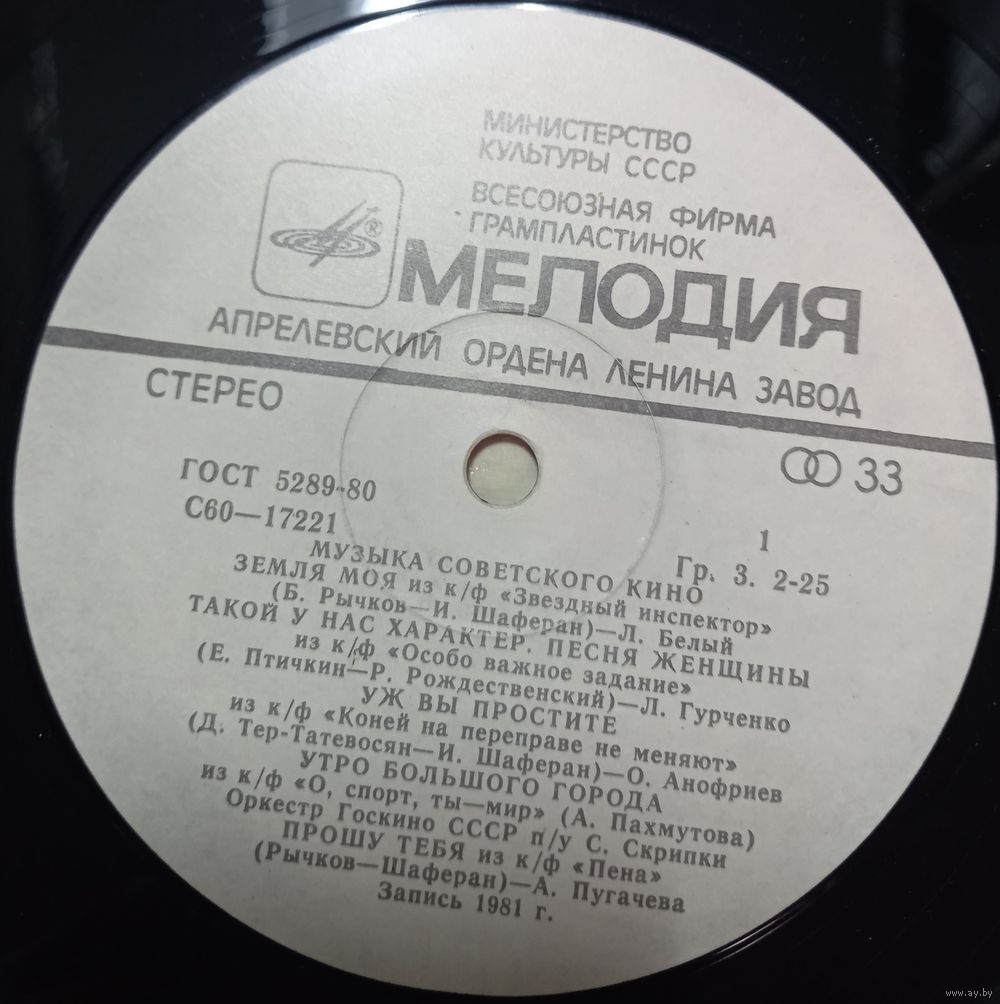 МИНИСТЕРСТВО
КУЛЬТУРЫ СССР
ВСЕСОЮЗНАЯ ФИРМА
ГРАМПЛАСТИНОК
®
МЕЛОДИЯ
АПРЕЛЕВСКИЙ ОРДЕНА ЛЕНИНА ЗАВОД
СТЕРЕО
33
ГОСТ 5289-80
С60—17221
1
Гр. 3. 2-25
МУЗЫКА СОВЕТСКОГО КИНО
ЗЕМЛЯ МОЯ из к/ф «Звездный инспектор»
(Б. Рычков—И. Шаферан)—Л. Белый
ТАКОЙ У НАС ХАРАКТЕР. ПЕСНЯ ЖЕНЩИНЫ
из к/ф «Особо важное задание»
(Е. Птичкин—Р. Рождественский)—Л. Гурченко
УЖ ВЫ ПРОСТИТЕ
из к/ф «Коней на переправе не меняют»
(Д. Тер-Татевосян—И. Шаферан)—О. Анофриев
УТРО БОЛЬШОГО ГОРОДА
из к/ф «О, спорт, ты—мир» (А. Пахмутова)
Оркестр Госкино СССР п/у С. Скрипки
ПРОШУ ТЕБЯ из к/ф «Пена»
(Рычков—Шаферан)—А. Пугачева
Запись 1981 г.
www.ay.by